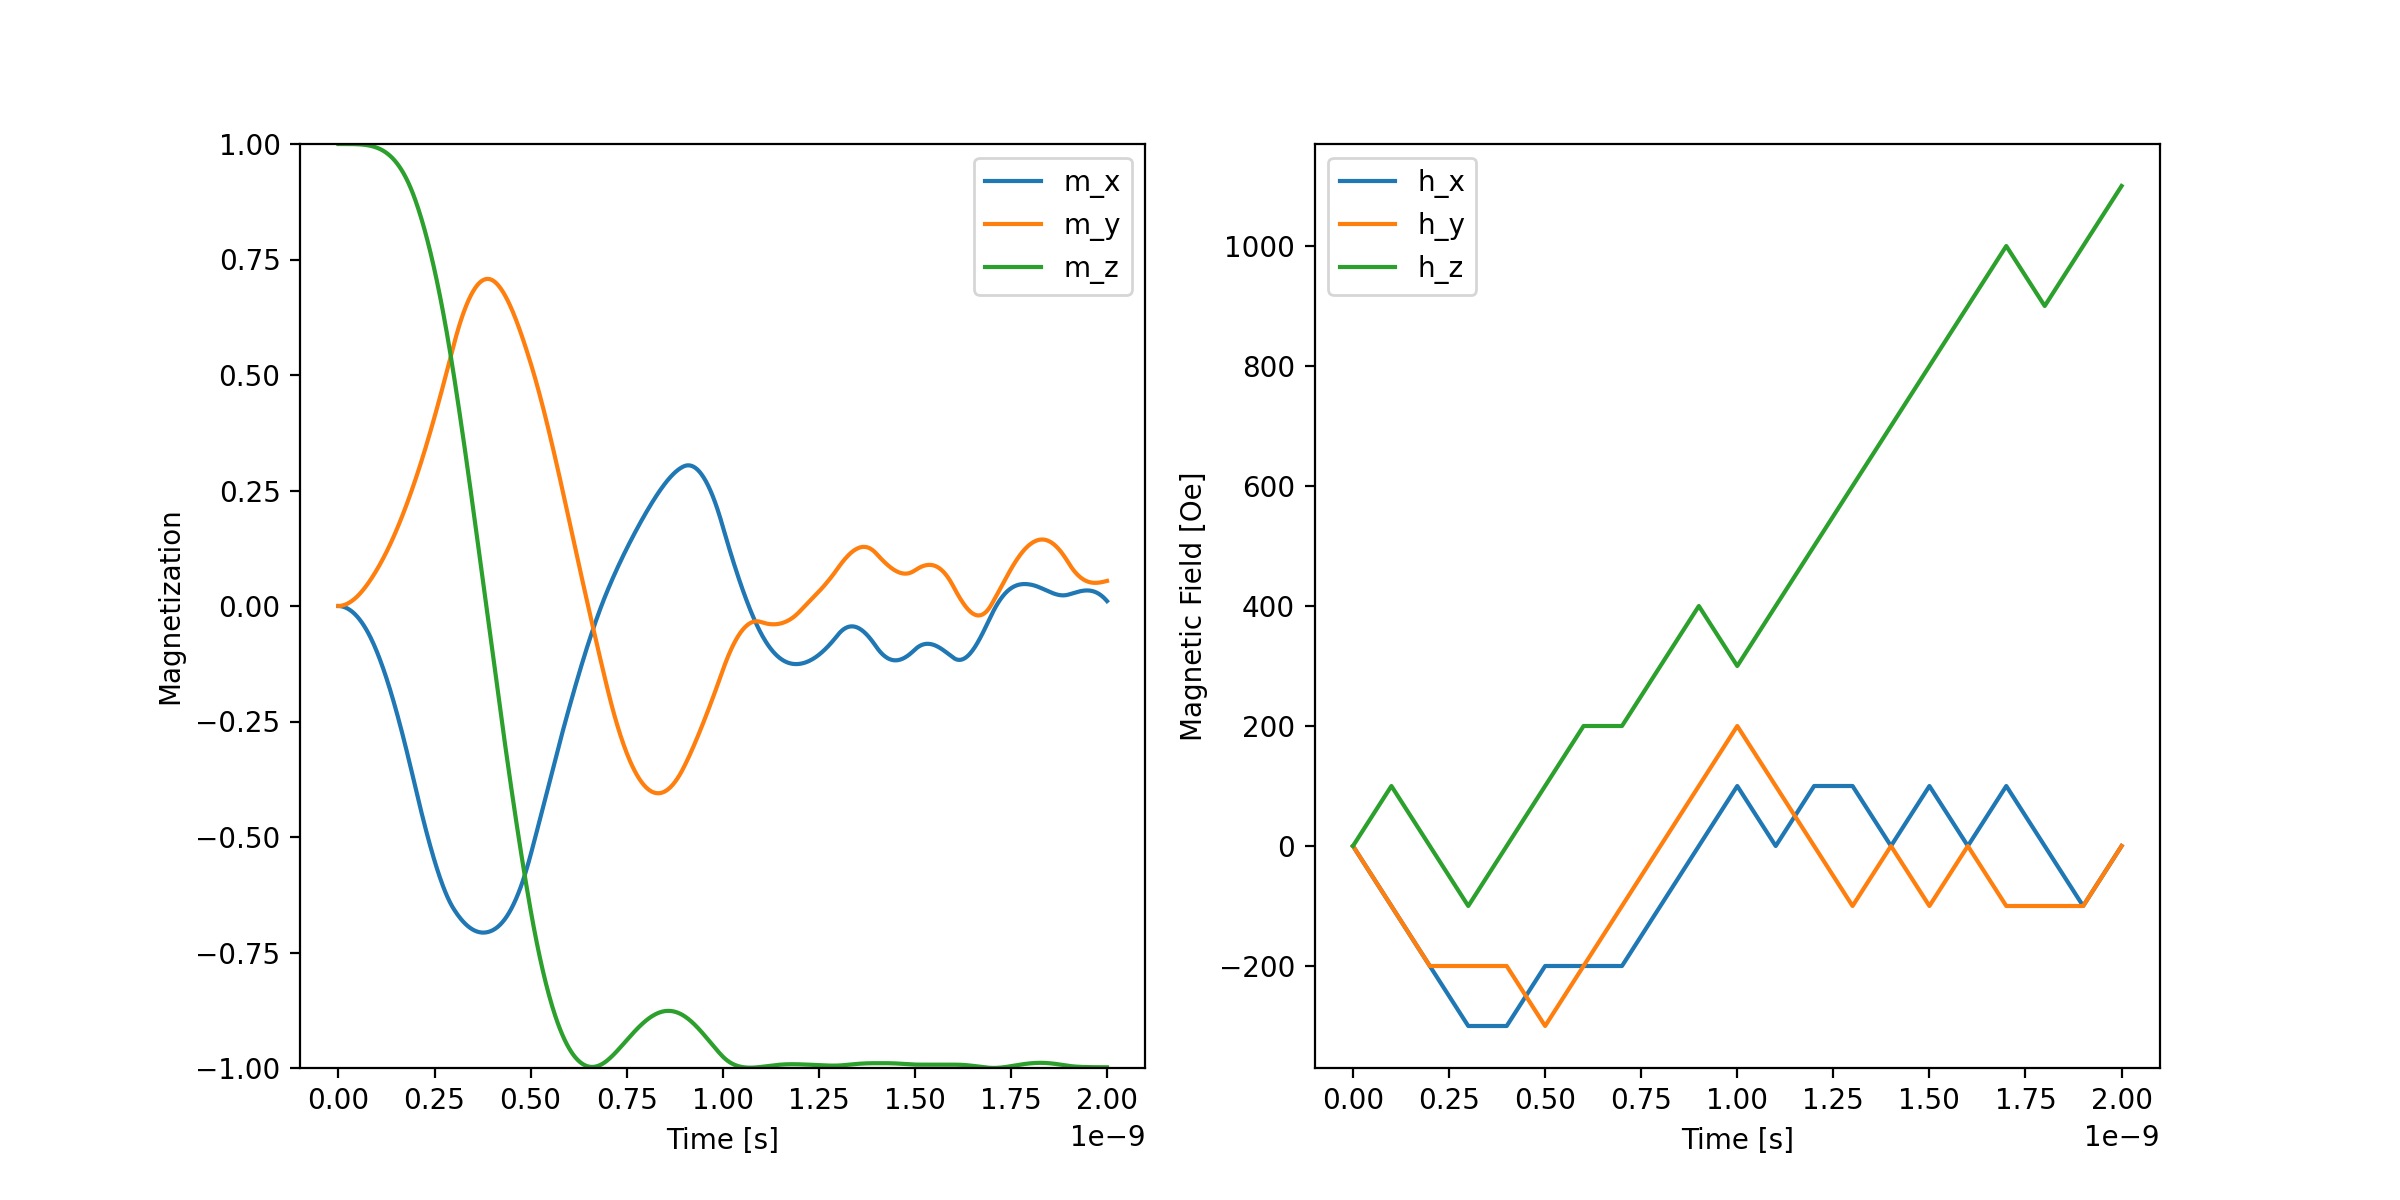 1.00
0.75
0.50
0.25
0.00
−0.25
−0.50
−0.75
−1.00
Magnetization
m_x
m_y
m_z
0.00 0.25 0.50 0.75 1.00 1.25 1.50 1.75 2.00
Time [s]
1e−9
1000
800
600
400
200
0
−200
Magnetic Field [Oe]
h_x
h_y
h_z
0.00 0.25 0.50 0.75 1.00 1.25 1.50 1.75 2.00
Time [s]
1e−9